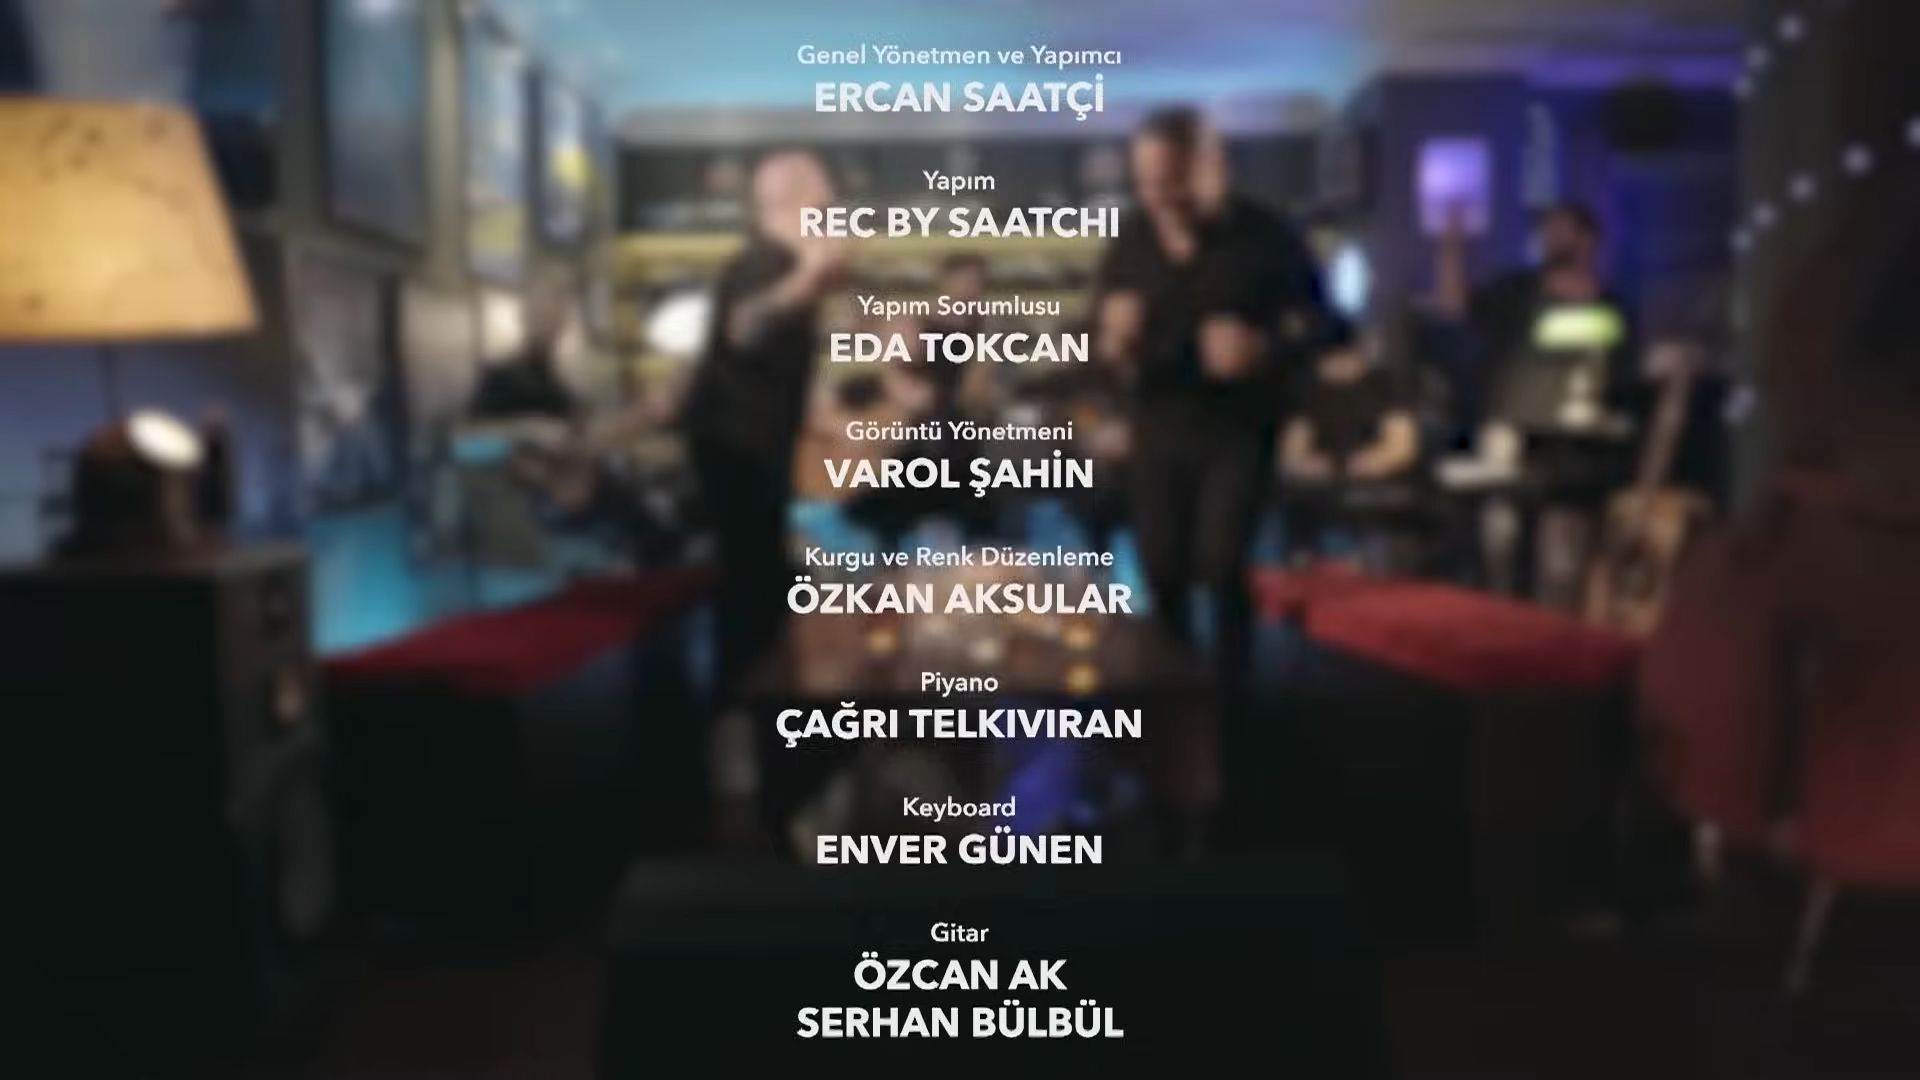 Genel Yönetmen ve Yapımcı
ERCAN SAATÇİ
Yapım
REC BY SAATCHI
Yapım Sorumlusu
EDA TOKCAN
Görüntü Yönetmeni
VAROL ŞAHİN
Kurgu ve Renk Düzenleme
ÖZKAN AKSULAR
Piyano
ÇAĞRI TELKIVIRAN
Keyboard
ENVER GÜNEN
Gitar
ÖZCAN AK
SERHAN BÜLBÜL